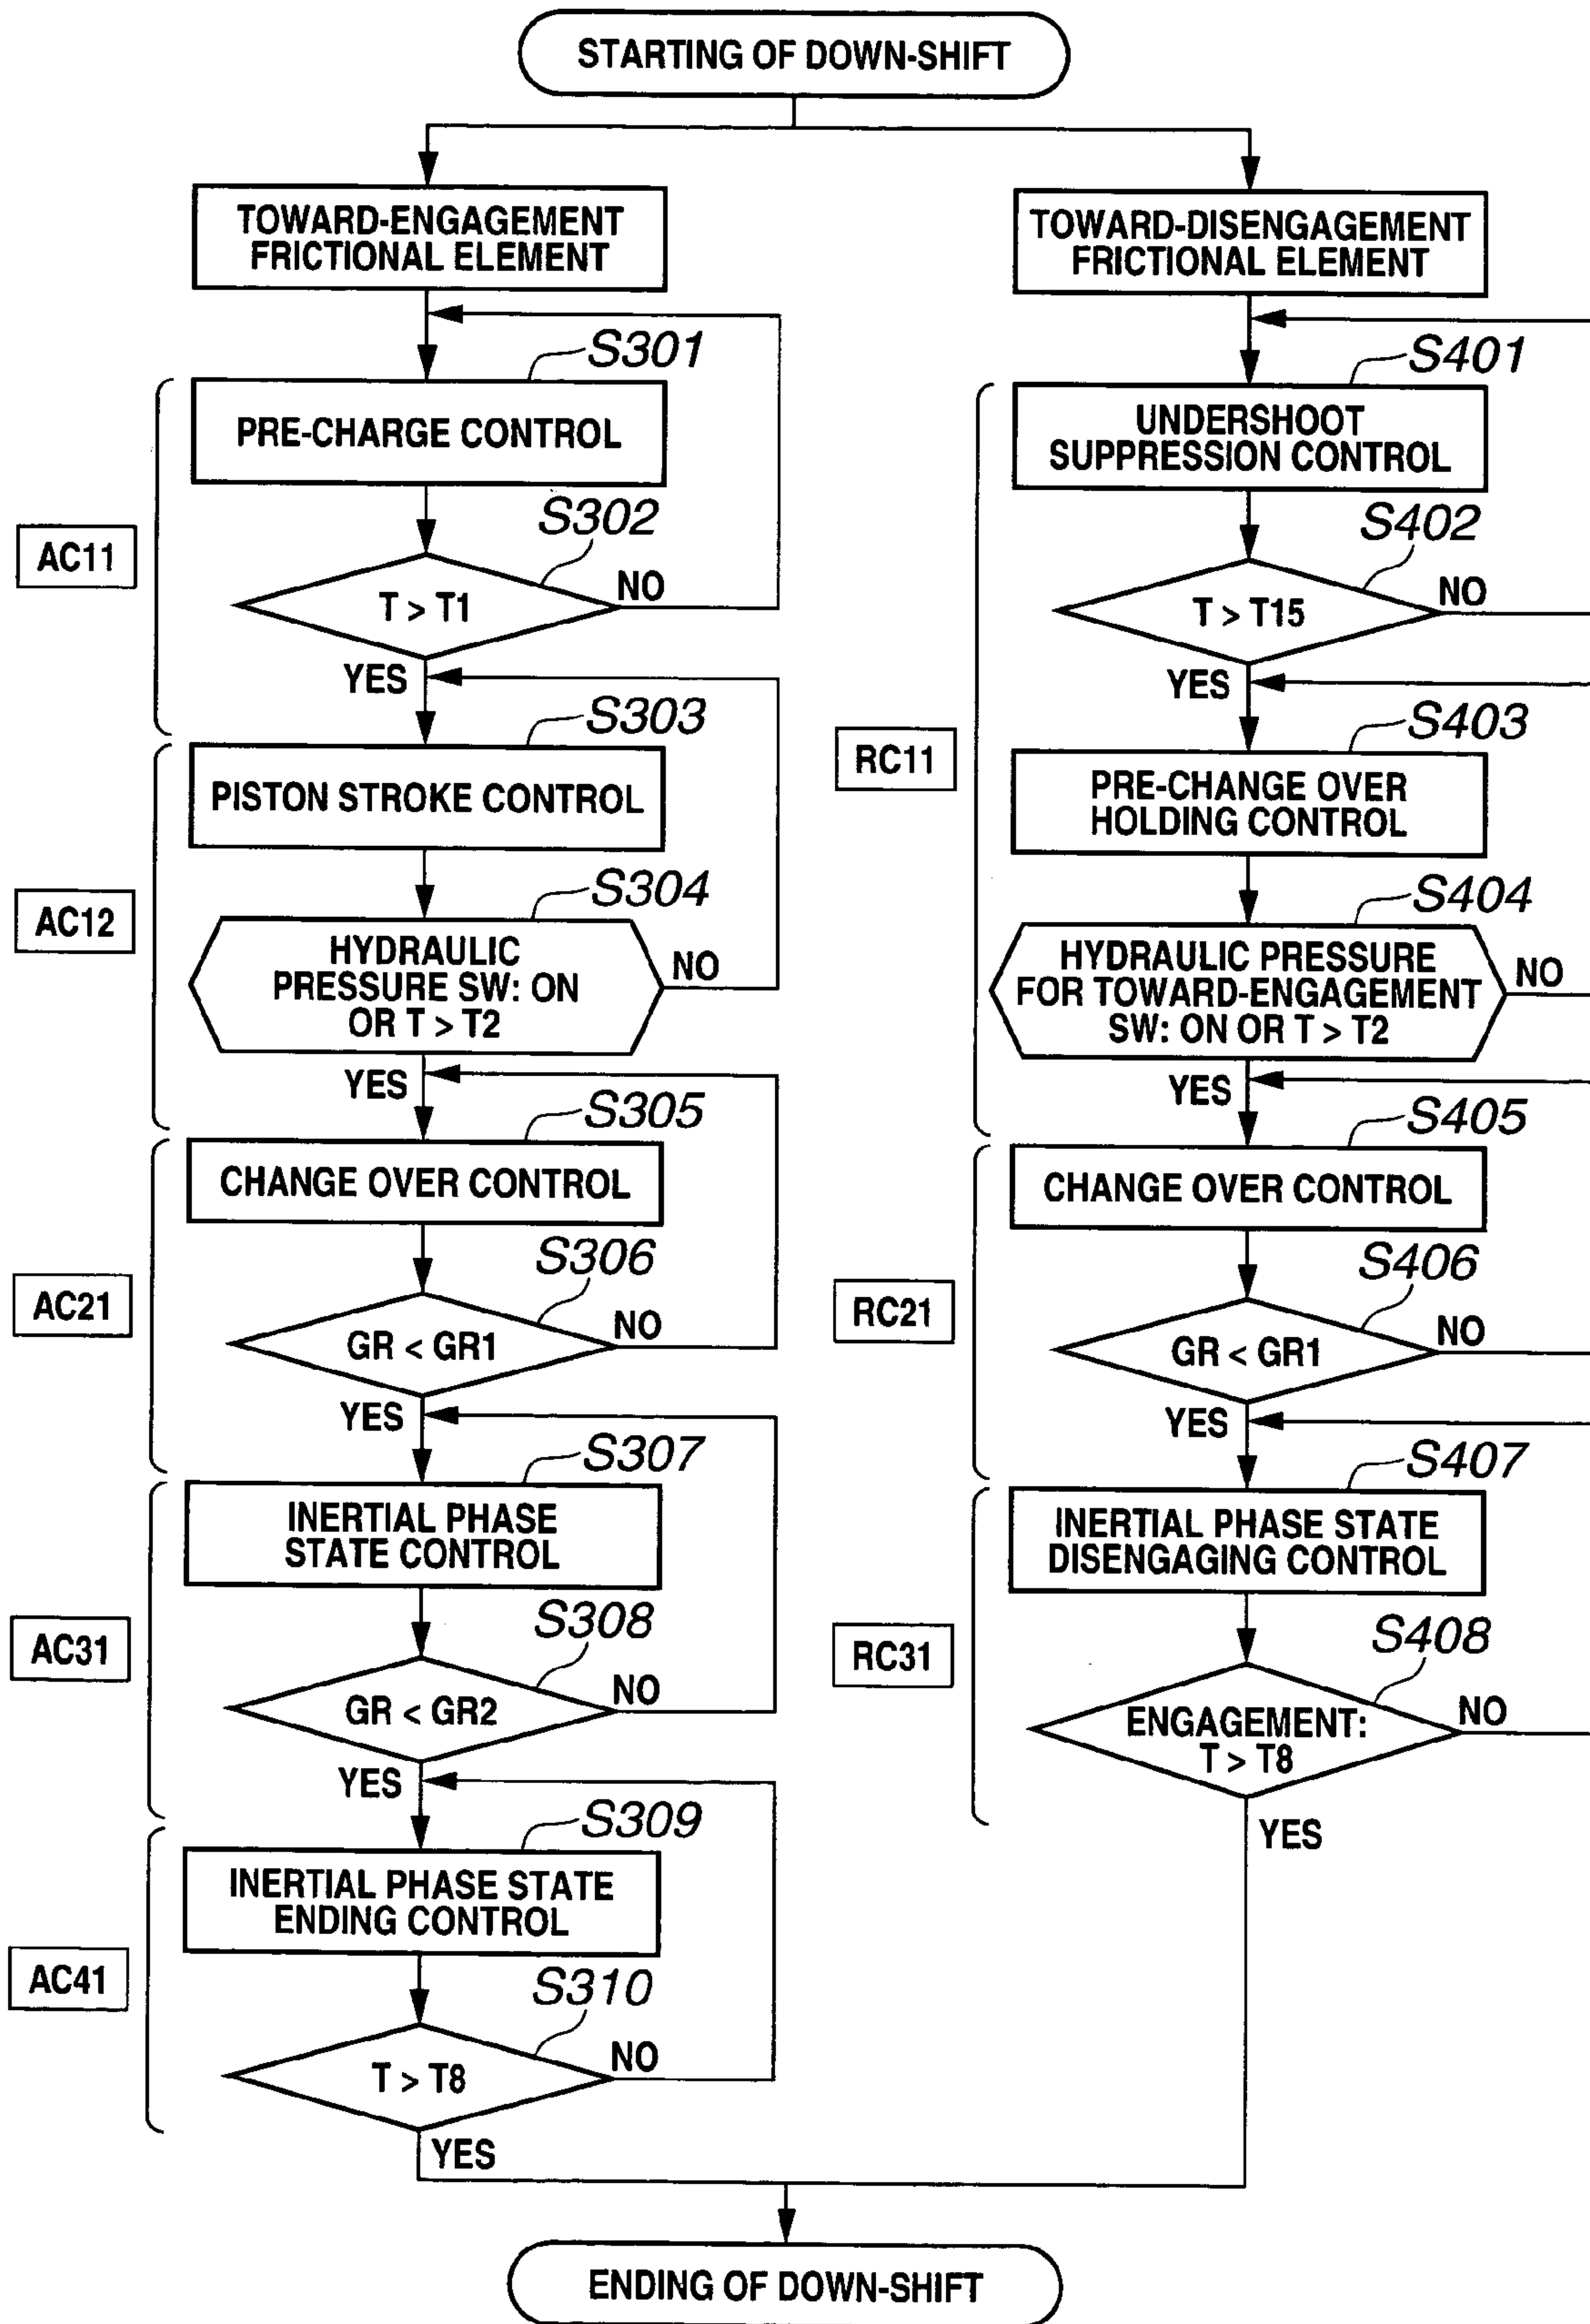 STARTING OF DOWN-SHIFT
TOWARD-ENGAGEMENT
FRICTIONAL ELEMENT
S301
PRE-CHARGE CONTROL
S302
AC11
T > T1
NO
YES
S303
PISTON STROKE CONTROL
S304
AC12
HYDRAULIC
PRESSURE SW: ON
OR T > T2
NO
YES
S305
CHANGE OVER CONTROL
S306
AC21
GR < GR1
NO
YES
S307
INERTIAL PHASE
STATE CONTROL
S308
AC31
GR < GR2
NO
YES
S309
INERTIAL PHASE STATE
ENDING CONTROL
S310
AC41
T > T8
NO
YES
TOWARD-DISENGAGEMENT
FRICTIONAL ELEMENT
S401
UNDERSHOOT
SUPPRESSION CONTROL
S402
T > T15
NO
YES
RC11
S403
PRE-CHANGE OVER
HOLDING CONTROL
S404
HYDRAULIC PRESSURE
FOR TOWARD-ENGAGEMENT
SW: ON OR T > T2
NO
YES
S405
CHANGE OVER CONTROL
S406
RC21
GR < GR1
NO
YES
S407
INERTIAL PHASE STATE
DISENGAGING CONTROL
S408
RC31
ENGAGEMENT:
T > T8
NO
YES
ENDING OF DOWN-SHIFT